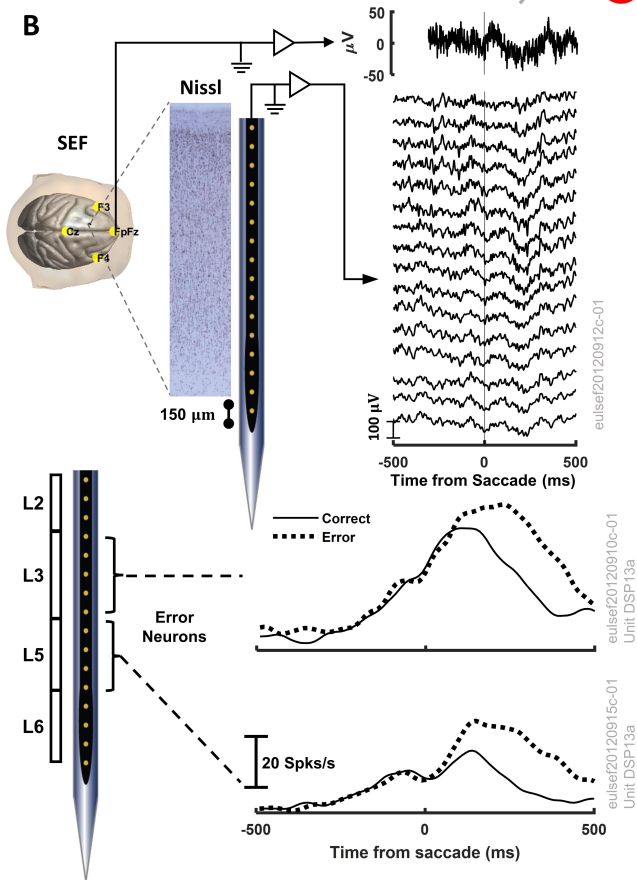 B
50
0
-50
µV
Nissl
SEF
F3
Cz
FpFz
F4
150 µm
100 µV
eulsef20120912c-01
-500
0
500
Time from Saccade (ms)
L2
L3
L5
L6
Error
Neurons
Correct
Error
eulsef20120910c-01
Unit DSP13a
20 Spks/s
eulsef20120915c-01
Unit DSP13a
-500
0
500
Time from saccade (ms)